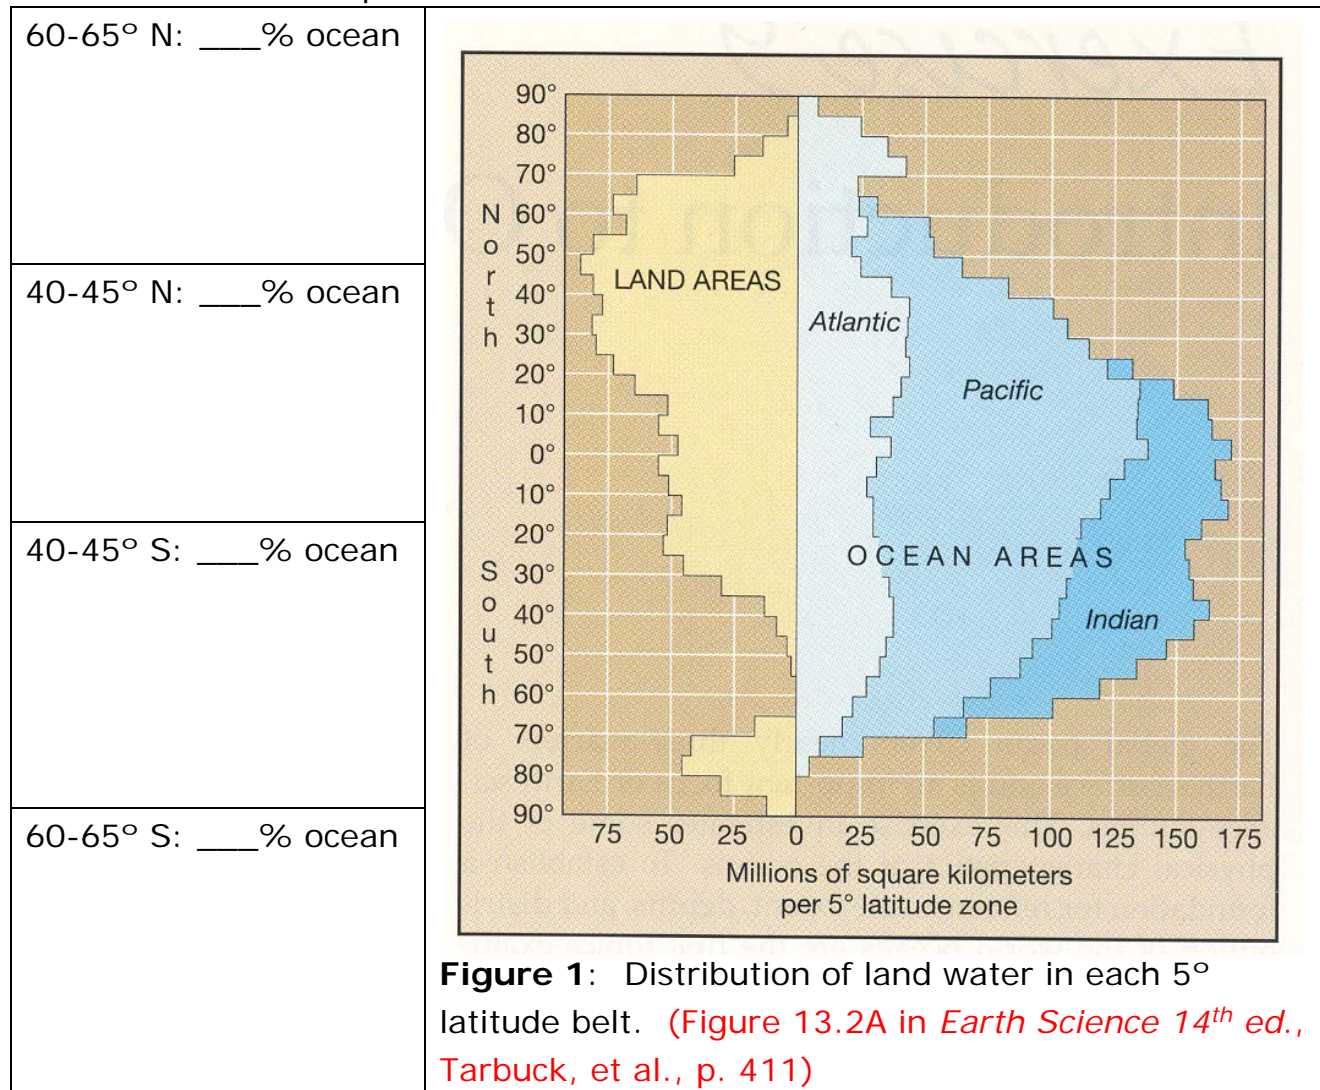 60-65° N: ___% ocean
40-45° N: ___% ocean
40-45° S: ___% ocean
60-65° S: ___% ocean
90°
80°
70°
North
60°
50°
40°
30°
20°
10°
0°
10°
20°
South
30°
40°
50°
60°
70°
80°
90°
LAND AREAS
Atlantic
Pacific
OCEAN AREAS
Indian
75 50 25 0 25 50 75 100 125 150 175
Millions of square kilometers
per 5° latitude zone
Figure 1: Distribution of land water in each 5°
latitude belt. (Figure 13.2A in Earth Science 14th ed.,
Tarbuck, et al., p. 411)